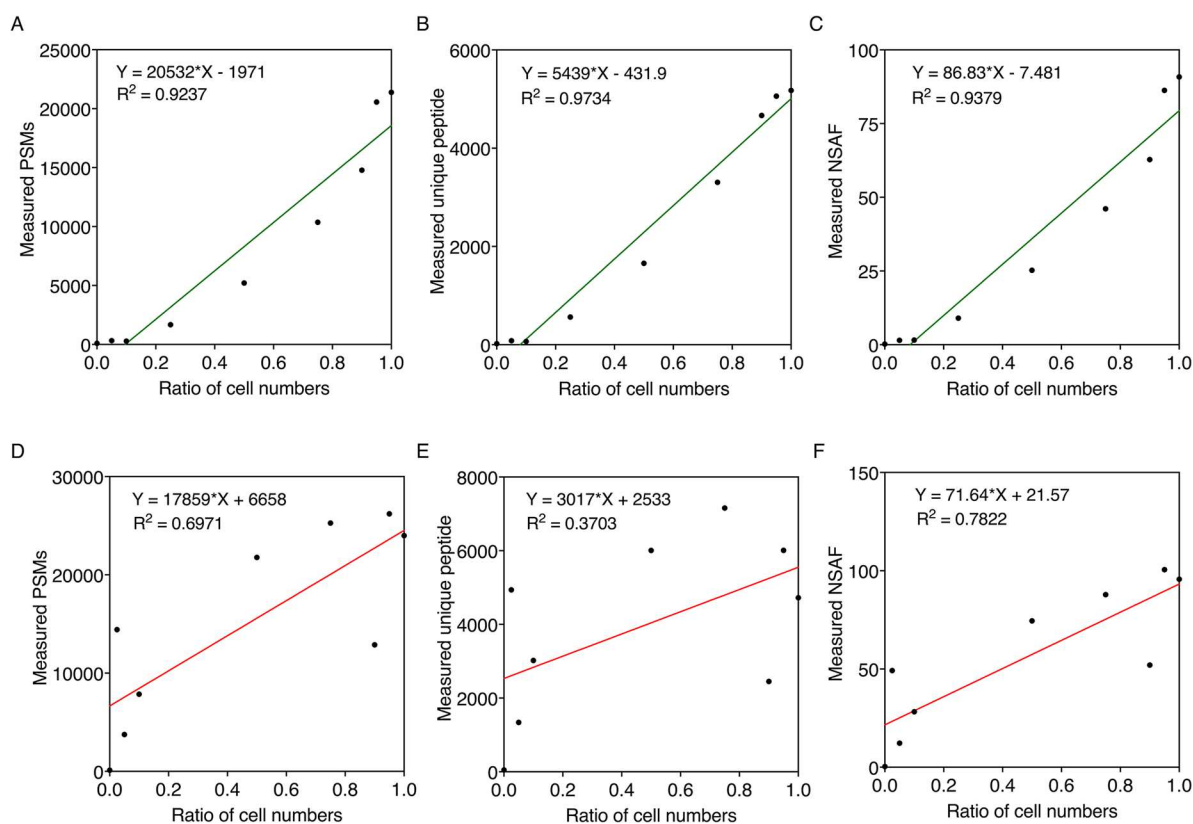 A
Y = 20532*X - 1971
R² = 0.9237
25000
20000
15000
10000
5000
0
Measured PSMs
0.0 0.2 0.4 0.6 0.8 1.0
Ratio of cell numbers
B
Y = 5439*X - 431.9
R² = 0.9734
6000
4000
2000
0
Measured unique peptide
0.0 0.2 0.4 0.6 0.8 1.0
Ratio of cell numbers
C
Y = 86.83*X - 7.481
R² = 0.9379
100
75
50
25
0
Measured NSAF
0.0 0.2 0.4 0.6 0.8 1.0
Ratio of cell numbers
D
Y = 17859*X + 6658
R² = 0.6971
30000
20000
10000
0
Measured PSMs
0.0 0.2 0.4 0.6 0.8 1.0
Ratio of cell numbers
E
Y = 3017*X + 2533
R² = 0.3703
8000
6000
4000
2000
0
Measured unique peptide
0.0 0.2 0.4 0.6 0.8 1.0
Ratio of cell numbers
F
Y = 71.64*X + 21.57
R² = 0.7822
150
100
50
0
Measured NSAF
0.0 0.2 0.4 0.6 0.8 1.0
Ratio of cell numbers